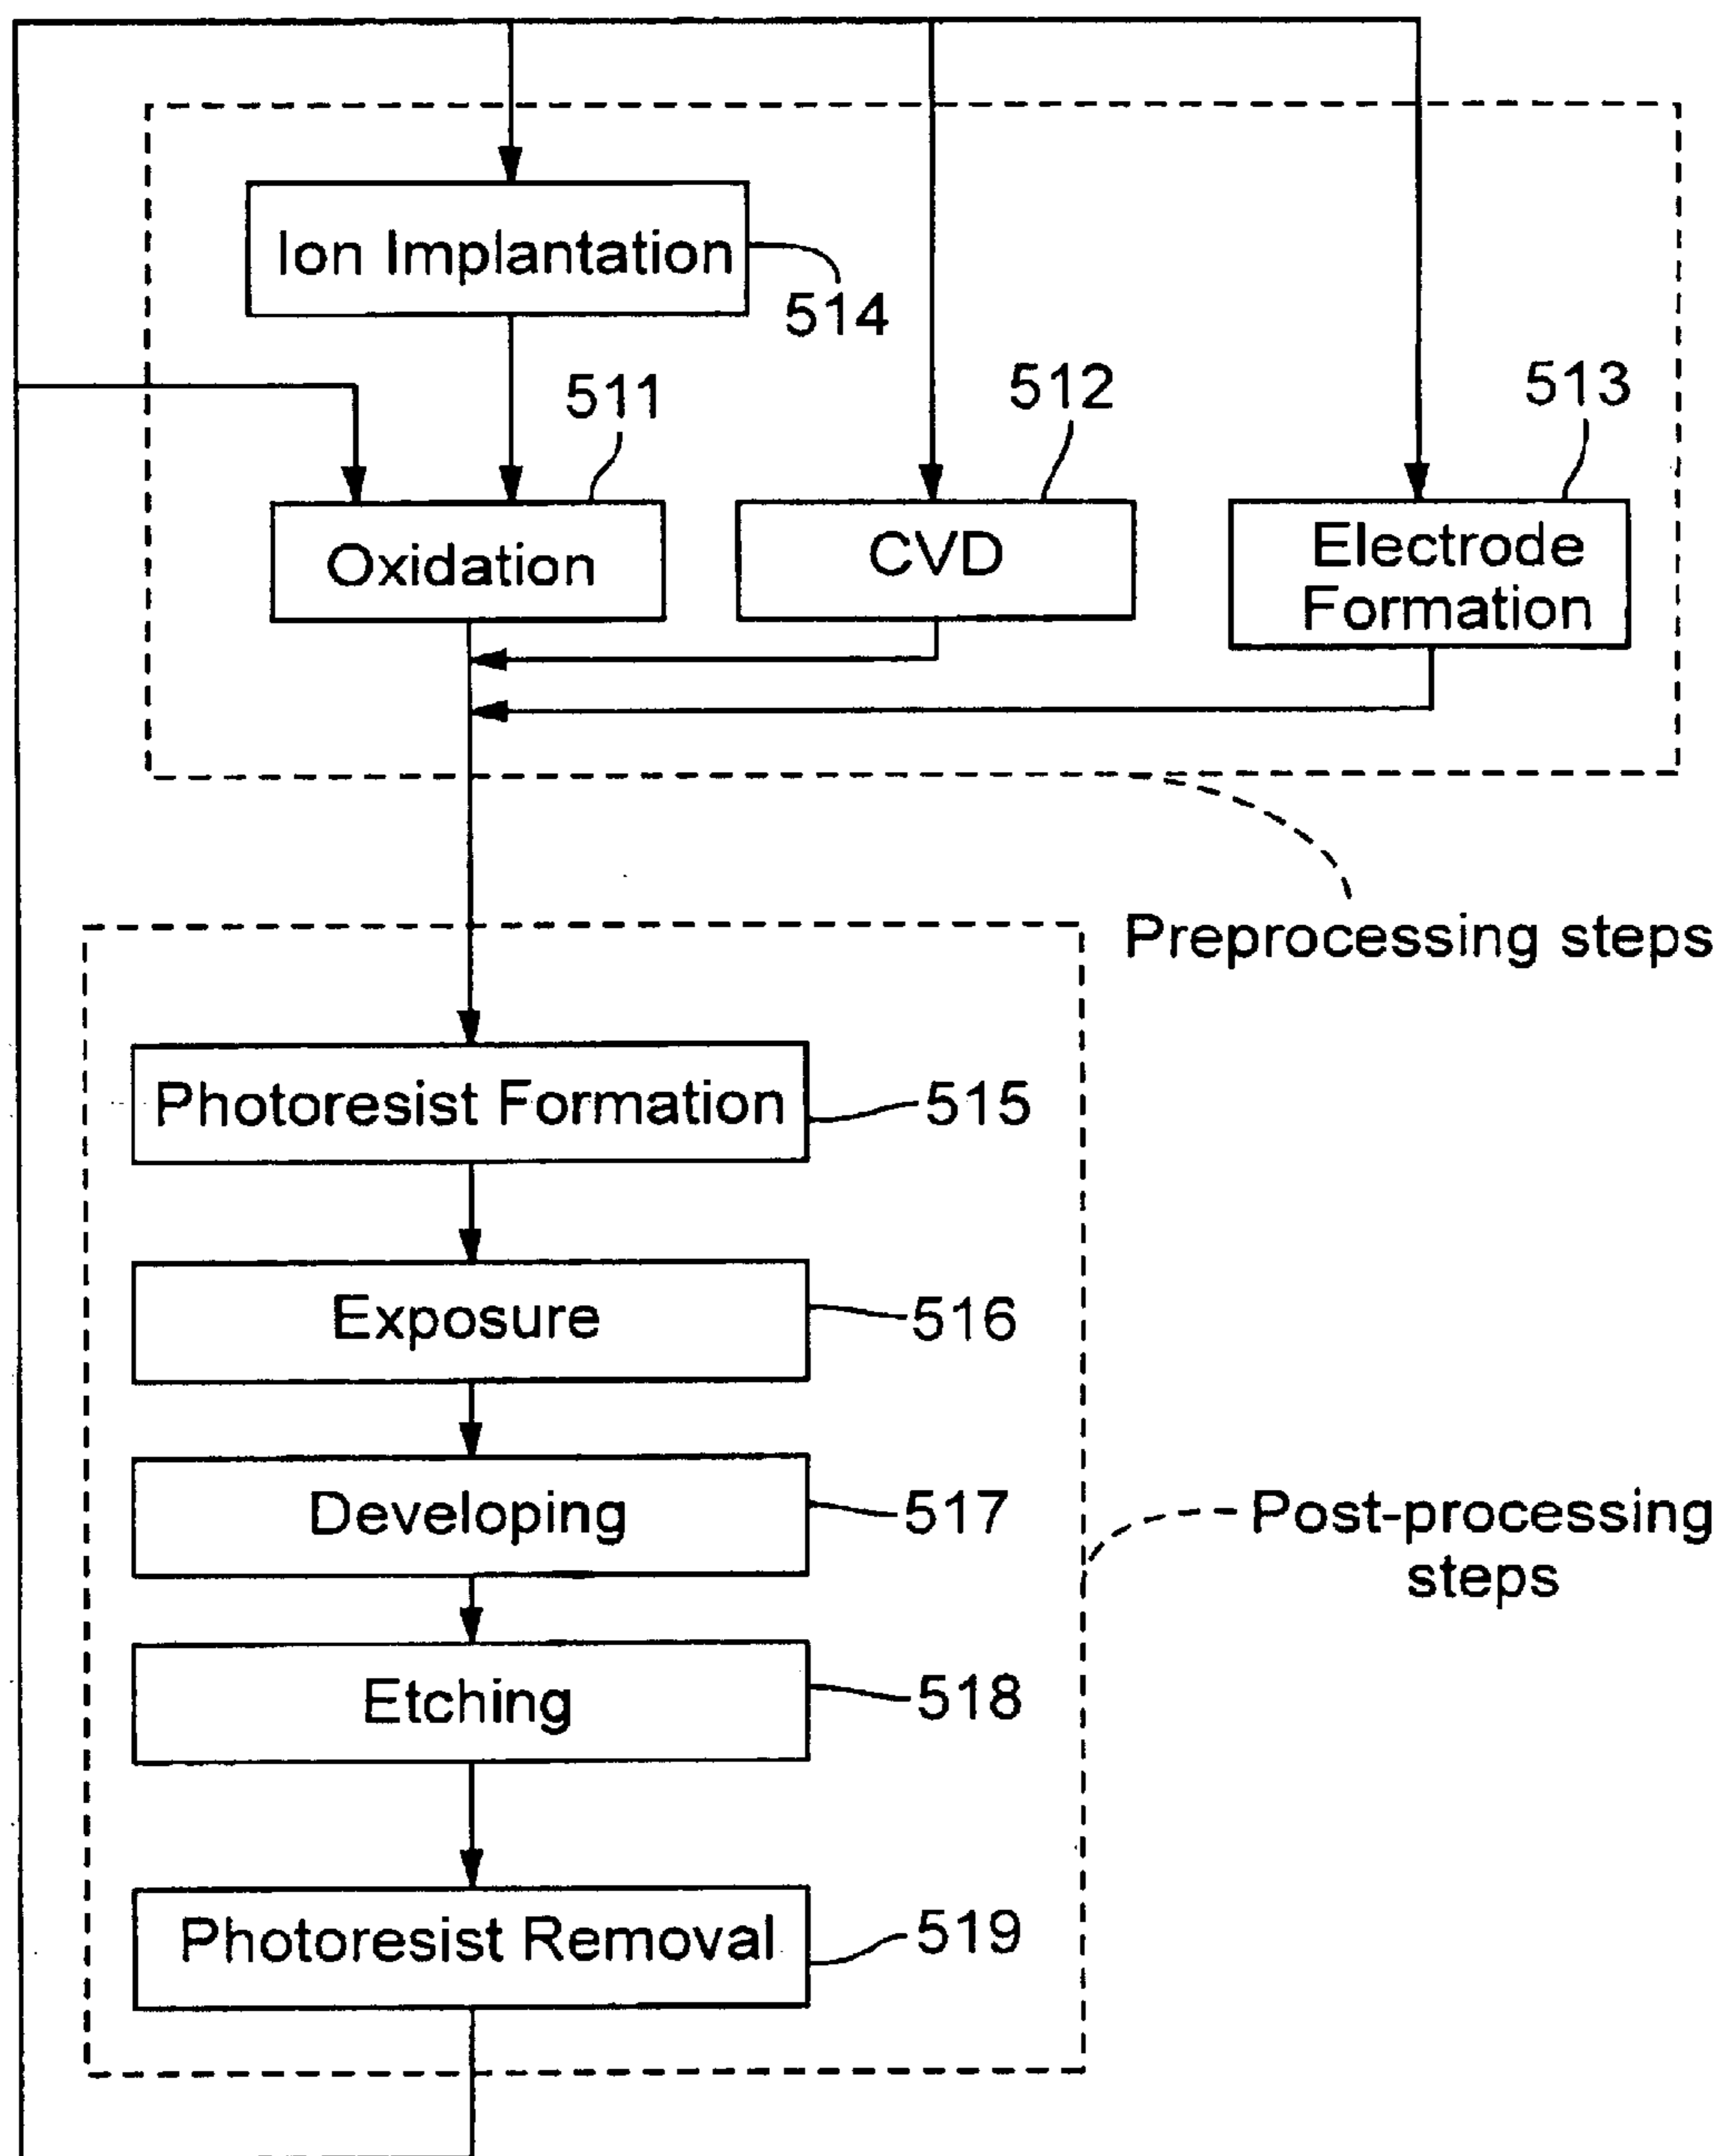 Ion Implantation
514
511
512
513
Oxidation
CVD
Electrode
Formation
Preprocessing steps
Photoresist Formation
515
Exposure
516
Developing
517
Post-processing
steps
Etching
518
Photoresist Removal
519